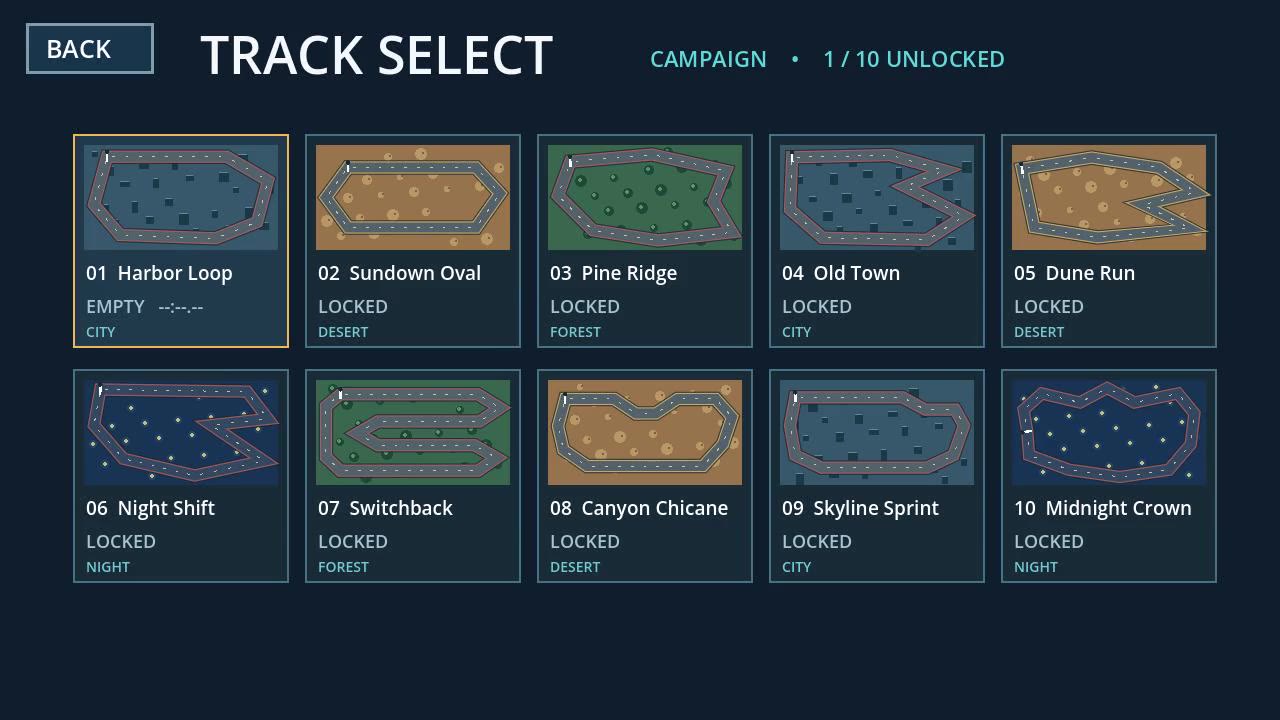 BACK
TRACK SELECT
CAMPAIGN • 1 / 10 UNLOCKED
01 Harbor Loop
EMPTY --:--.--
CITY
02 Sundown Oval
LOCKED
DESERT
03 Pine Ridge
LOCKED
FOREST
04 Old Town
LOCKED
CITY
05 Dune Run
LOCKED
DESERT
06 Night Shift
LOCKED
NIGHT
07 Switchback
LOCKED
FOREST
08 Canyon Chicane
LOCKED
DESERT
09 Skyline Sprint
LOCKED
CITY
10 Midnight Crown
LOCKED
NIGHT